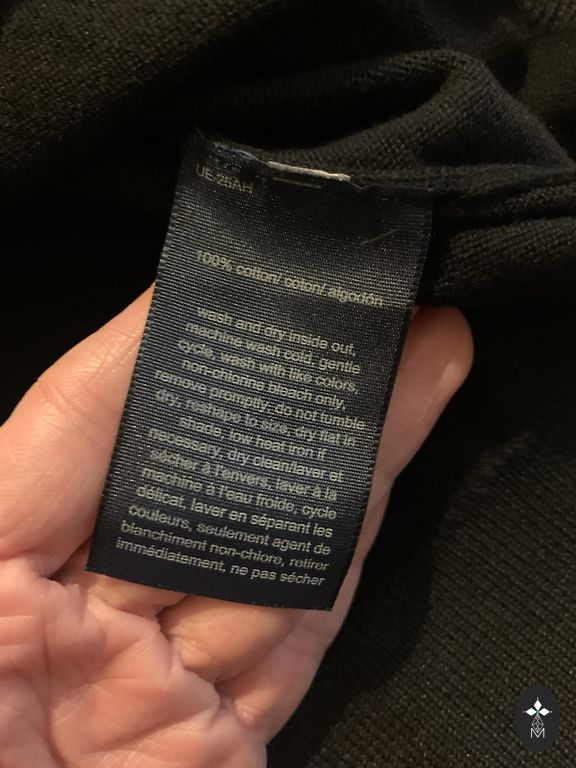 UE 25AH
100% cotton/ coton/ algodón
wash and dry inside out,
machine wash cold, gentle
cycle, wash with like colors,
non-chlorine bleach only,
remove promptly; do not tumble
dry, reshape to size, dry flat in
shade, low heat iron if
necessary, dry clean/laver et
sécher à l'envers, laver à la
machine à l'eau froide, cycle
délicat, laver en séparant les
couleurs, seulement agent de
blanchiment non-chlore, retirer
immédiatement. ne pas sécher
M